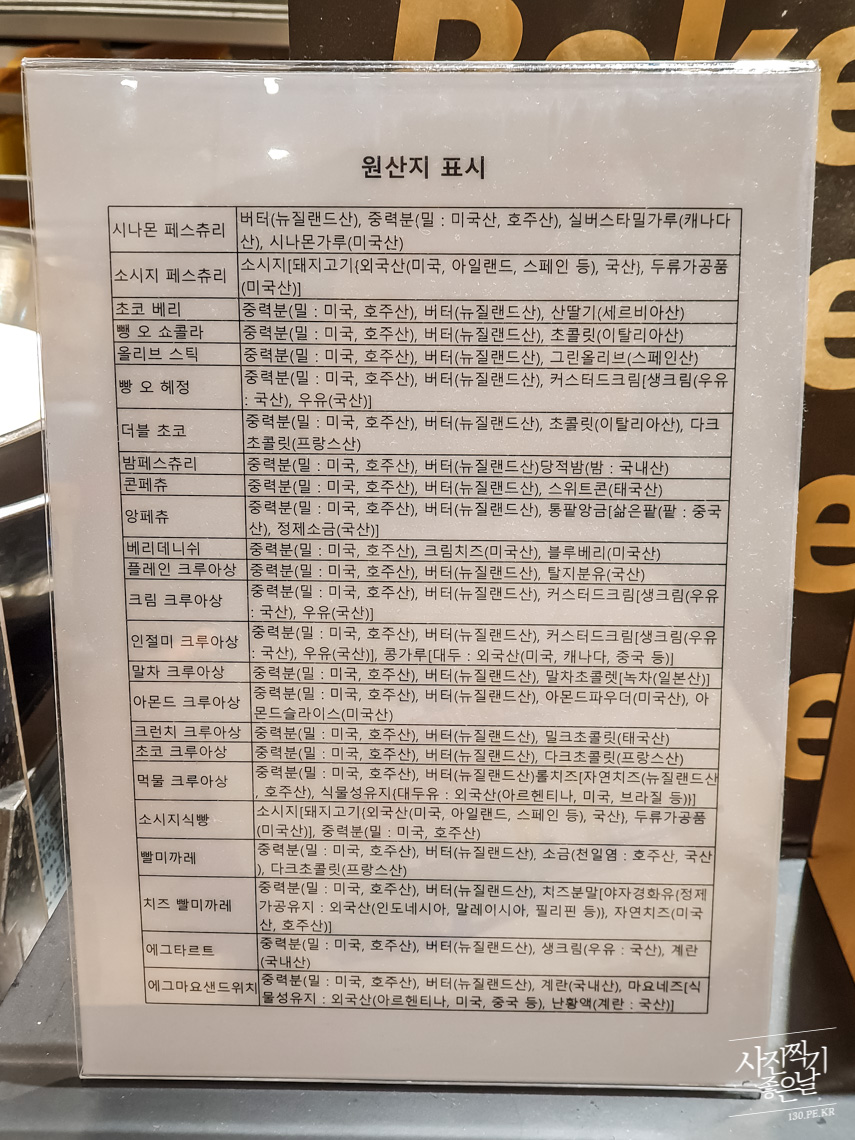 Bake
원산지 표시
시나몬 페스츄리 버터(뉴질랜드산), 중력분(밀 : 미국산, 호주산), 실버스타밀가루(캐나다
산), 시나몬가루(미국산)
소시지 페스츄리 소시지[돼지고기{외국산(미국, 아일랜드, 스페인 등), 국산}, 두류가공품
(미국산)]
초코 베리 중력분(밀 : 미국, 호주산), 버터(뉴질랜드산), 산딸기(세르비아산)
뺑 오 쇼콜라 중력분(밀 : 미국, 호주산), 버터(뉴질랜드산), 초콜릿(이탈리아산)
올리브 스틱 중력분(밀 : 미국, 호주산), 버터(뉴질랜드산), 그린올리브(스페인산)
빵 오 헤정 중력분(밀 : 미국, 호주산), 버터(뉴질랜드산), 커스터드크림[생크림(우유
: 국산), 우유(국산)]
더블 초코 중력분(밀 : 미국, 호주산), 버터(뉴질랜드산), 초콜릿(이탈리아산), 다크
초콜릿(프랑스산)
밤페스츄리 중력분(밀 : 미국, 호주산), 버터(뉴질랜드산)당적밤(밤 : 국내산)
콘페츄 중력분(밀 : 미국, 호주산), 버터(뉴질랜드산), 스위트콘(태국산)
앙페츄 중력분(밀 : 미국, 호주산), 버터(뉴질랜드산), 통팥앙금[삶은팥(팥 : 중국
산), 정제소금(국산)]
베리데니쉬 중력분(밀 : 미국, 호주산), 크림치즈(미국산), 블루베리(미국산)
플레인 크루아상 중력분(밀 : 미국, 호주산), 버터(뉴질랜드산), 탈지분유(국산)
크림 크루아상 중력분(밀 : 미국, 호주산), 버터(뉴질랜드산), 커스터드크림[생크림(우유
: 국산), 우유(국산)]
인절미 크루아상 중력분(밀 : 미국, 호주산), 버터(뉴질랜드산), 커스터드크림[생크림(우유
: 국산), 우유(국산)], 콩가루[대두 : 외국산(미국, 캐나다, 중국 등)]
말차 크루아상 중력분(밀 : 미국, 호주산), 버터(뉴질랜드산), 말차초콜렛[녹차(일본산)]
아몬드 크루아상 중력분(밀 : 미국, 호주산), 버터(뉴질랜드산), 아몬드파우더(미국산), 아
몬드슬라이스(미국산)
크런치 크루아상 중력분(밀 : 미국, 호주산), 버터(뉴질랜드산), 밀크초콜릿(태국산)
초코 크루아상 중력분(밀 : 미국, 호주산), 버터(뉴질랜드산), 다크초콜릿(프랑스산)
먹물 크루아상 중력분(밀 : 미국, 호주산), 버터(뉴질랜드산)롤치즈[자연치즈(뉴질랜드산
, 호주산), 식물성유지{대두유 : 외국산(아르헨티나, 미국, 브라질 등)}]
소시지식빵 소시지[돼지고기{외국산(미국, 아일랜드, 스페인 등), 국산}, 두류가공품
(미국산)], 중력분(밀 : 미국, 호주산)
빨미까레 중력분(밀 : 미국, 호주산), 버터(뉴질랜드산), 소금(천일염 : 호주산, 국산
), 다크초콜릿(프랑스산)
치즈 빨미까레 중력분(밀 : 미국, 호주산), 버터(뉴질랜드산), 치즈분말[야자경화유{정제
가공유지 : 외국산(인도네시아, 말레이시아, 필리핀 등)}, 자연치즈(미국
산, 호주산)]
에그타르트 중력분(밀 : 미국, 호주산), 버터(뉴질랜드산), 생크림(우유 : 국산), 계란
(국내산)
에그마요샌드위치 중력분(밀 : 미국, 호주산), 버터(뉴질랜드산), 계란(국내산), 마요네즈[식
물성유지 : 외국산(아르헨티나, 미국, 중국 등), 난황액(계란 : 국산)]
사진찍기
좋은날
130.PE.KR